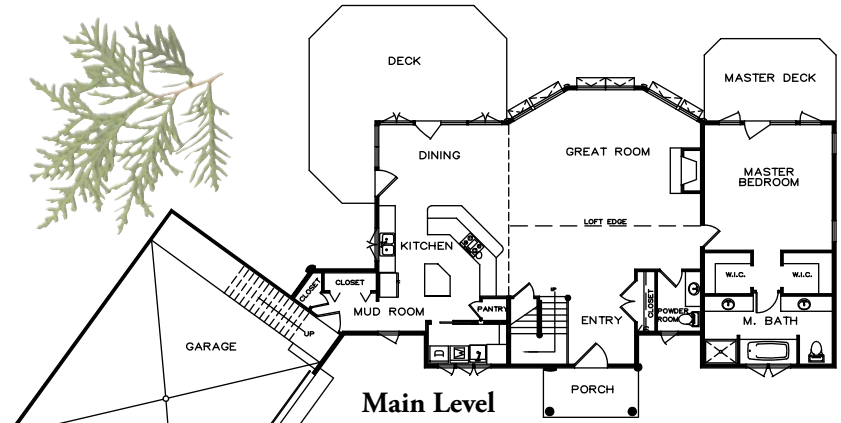 DECK
MASTER DECK
DINING
GREAT ROOM
MASTER
BEDROOM
LOFT EDGE
KITCHEN
W.I.C.
W.I.C.
CLOSET
CLOSET
CLOSET
MUD ROOM
PANTRY
UP
ENTRY
POWDER
ROOM
M. BATH
UP
GARAGE
D
W
PORCH
Main Level